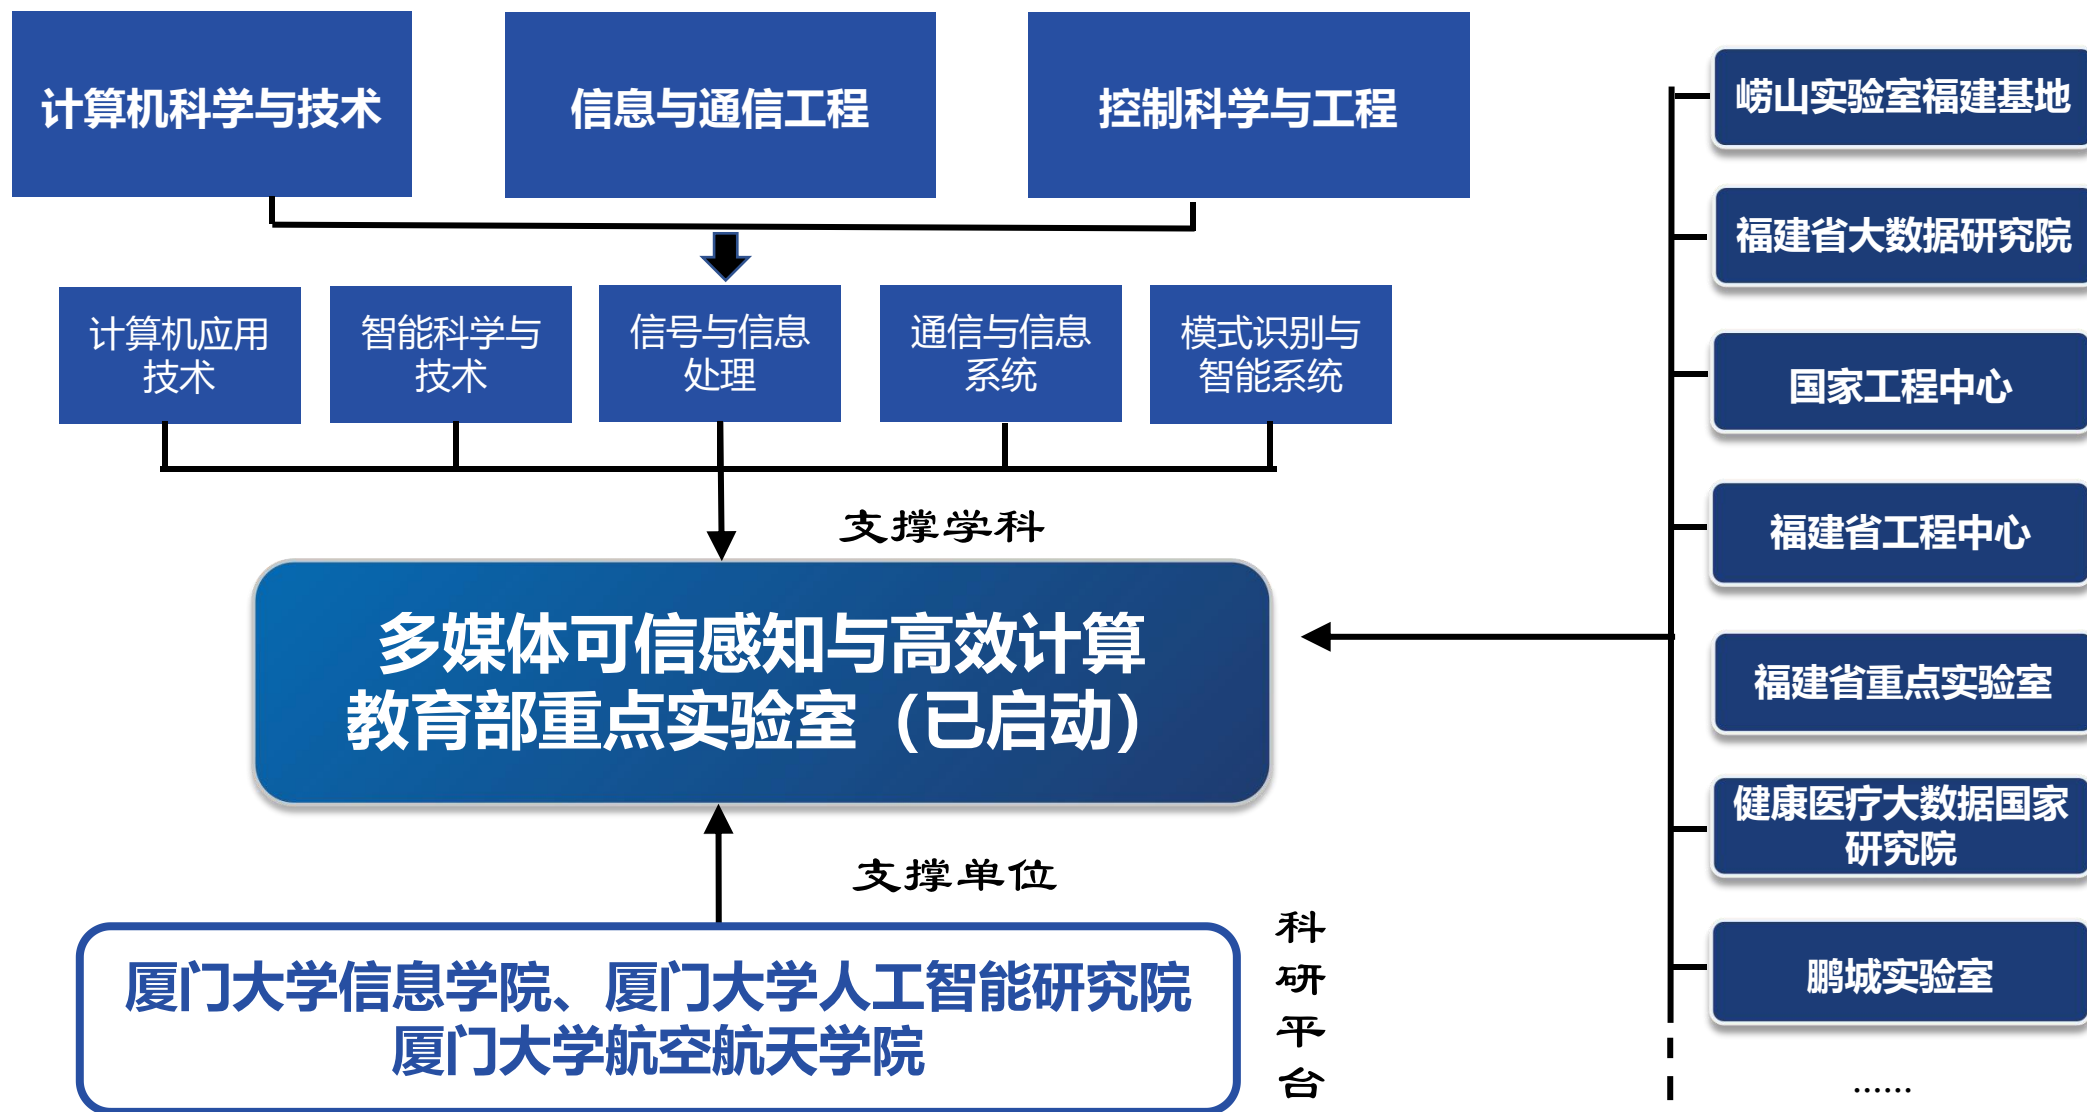 计算机科学与技术
信息与通信工程
控制科学与工程
计算机应用
技术
智能科学与
技术
信号与信息
处理
通信与信息
系统
模式识别与
智能系统
支撑学科
多媒体可信感知与高效计算
教育部重点实验室（已启动）
支撑单位
厦门大学信息学院、厦门大学人工智能研究院
厦门大学航空航天学院
科
研
平
台
崂山实验室福建基地
福建省大数据研究院
国家工程中心
福建省工程中心
福建省重点实验室
健康医疗大数据国家
研究院
鹏城实验室
......